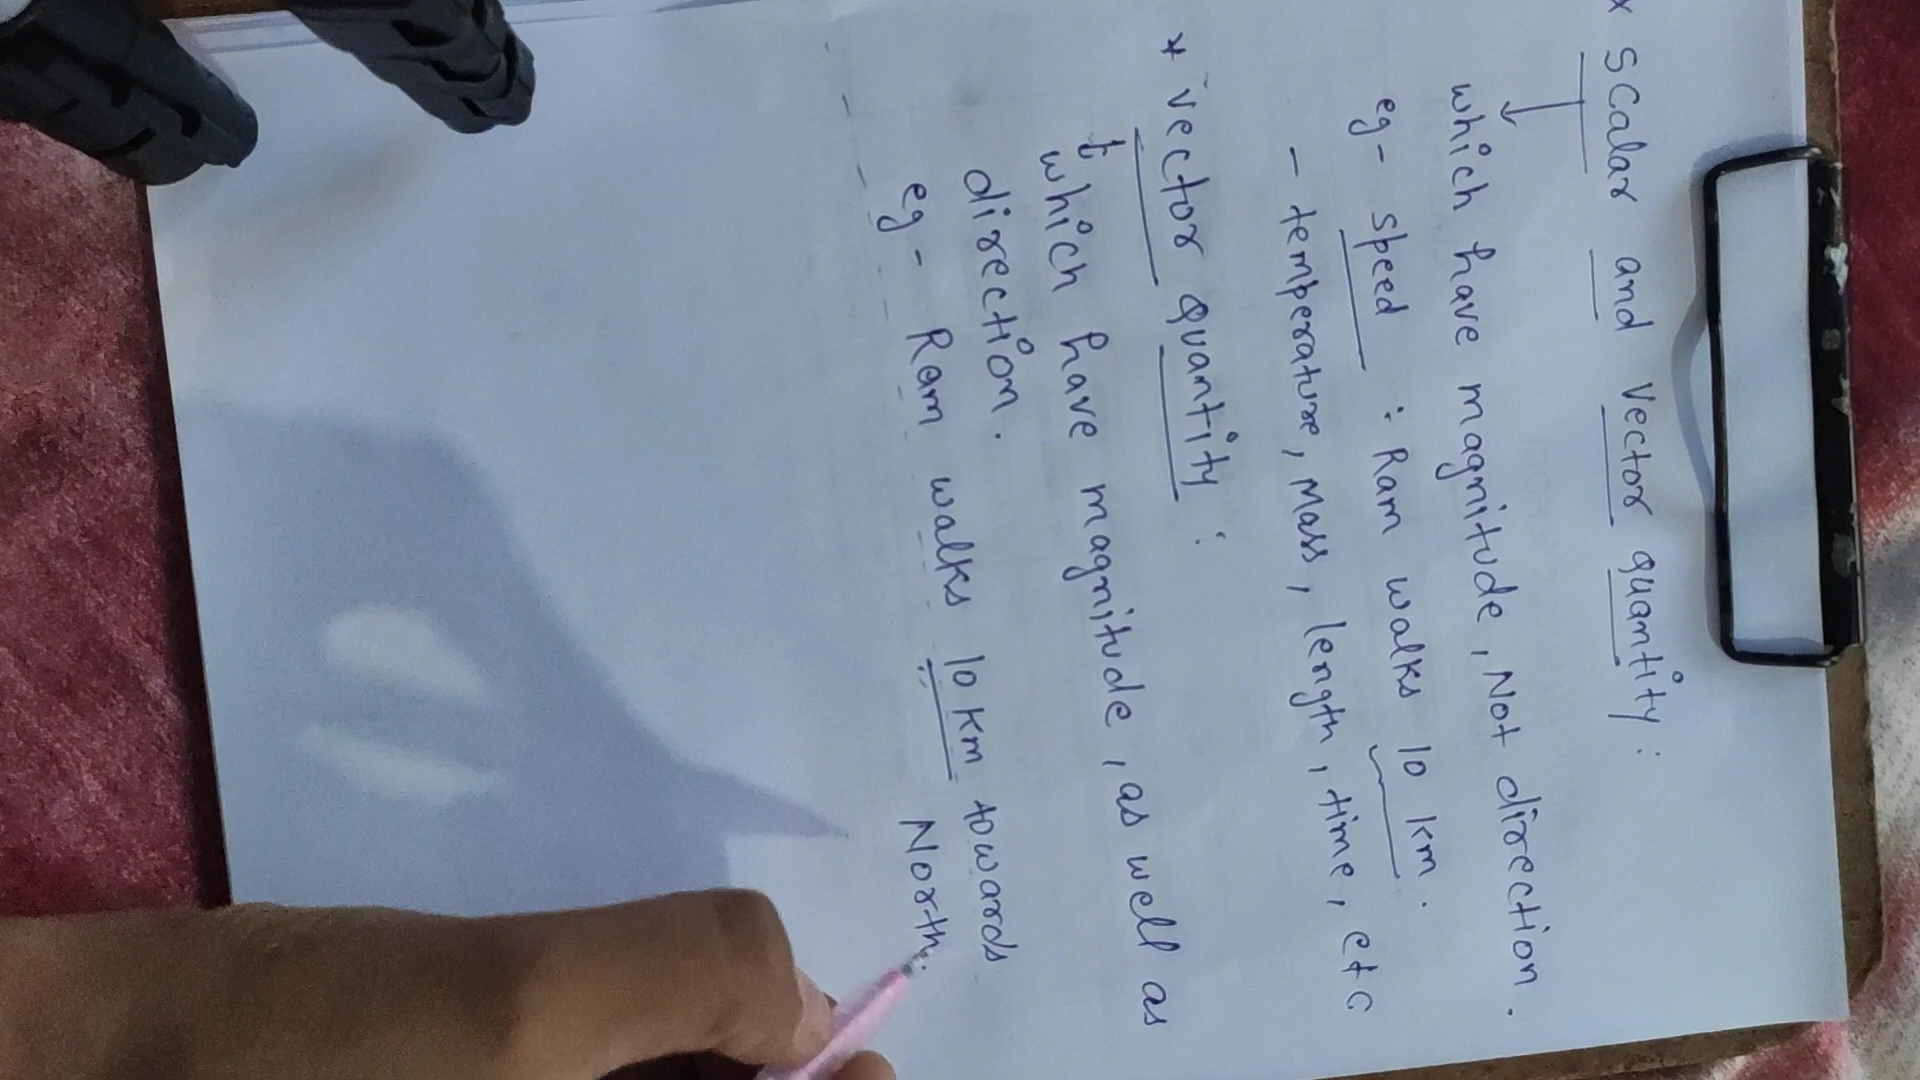 * Scalar and Vector quantity :
↓
which have magnitude, Not direction.
eg - speed : Ram walks 10 km.
- temperature, Mass, length, time, etc
* Vector quantity :
which have magnitude, as well as
direction.
eg - Ram walks 10 km towards
North.